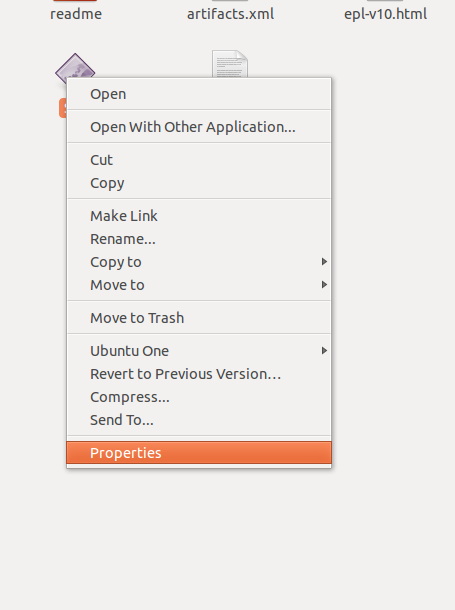 readme
artifacts.xml
epl-v10.html
Open
Open With Other Application...
Cut
Copy
Make Link
Rename...
Copy to
Move to
Move to Trash
Ubuntu One
Revert to Previous Version...
Compress...
Send To...
Properties